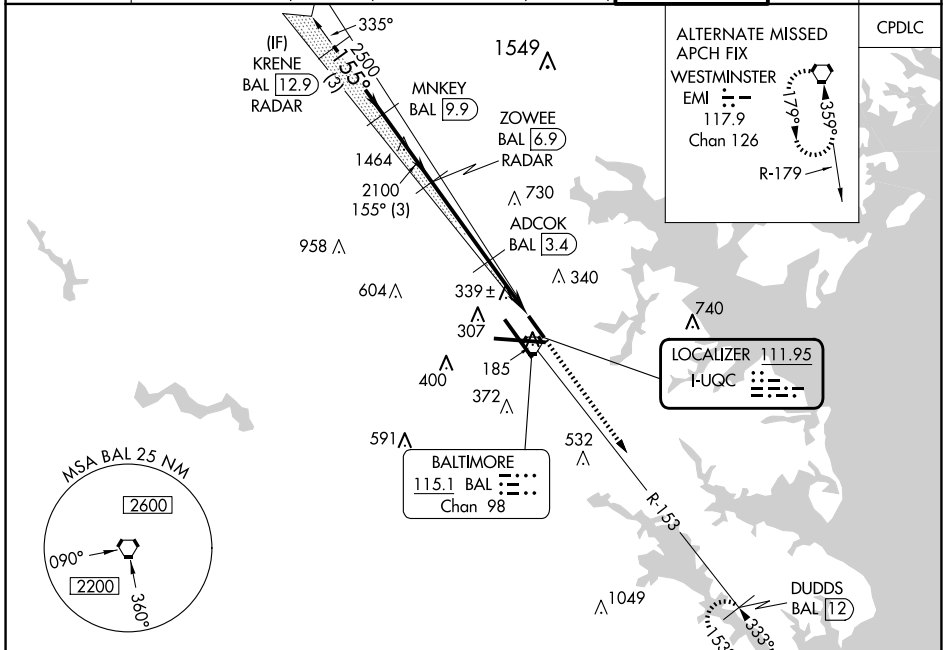 335°
(IF)
KRENE
BAL 12.9
RADAR
2500
155°
(3)
MNKEY
BAL 9.9
1549
ZOWEE
BAL 6.9
RADAR
1464
2100
155° (3)
730
ADCOK
BAL 3.4
958
340
604
339±
307
185
400
372
740
591
532
ALTERNATE MISSED
APCH FIX
WESTMINSTER
EMI
117.9
Chan 126
179°
359°
R-179
CPDLC
LOCALIZER 111.95
I-UQC
BALTIMORE
115.1 BAL
Chan 98
R-153
MSA BAL 25 NM
2600
090°
2200
360°
1049
DUDDS
BAL 12
153°
333°